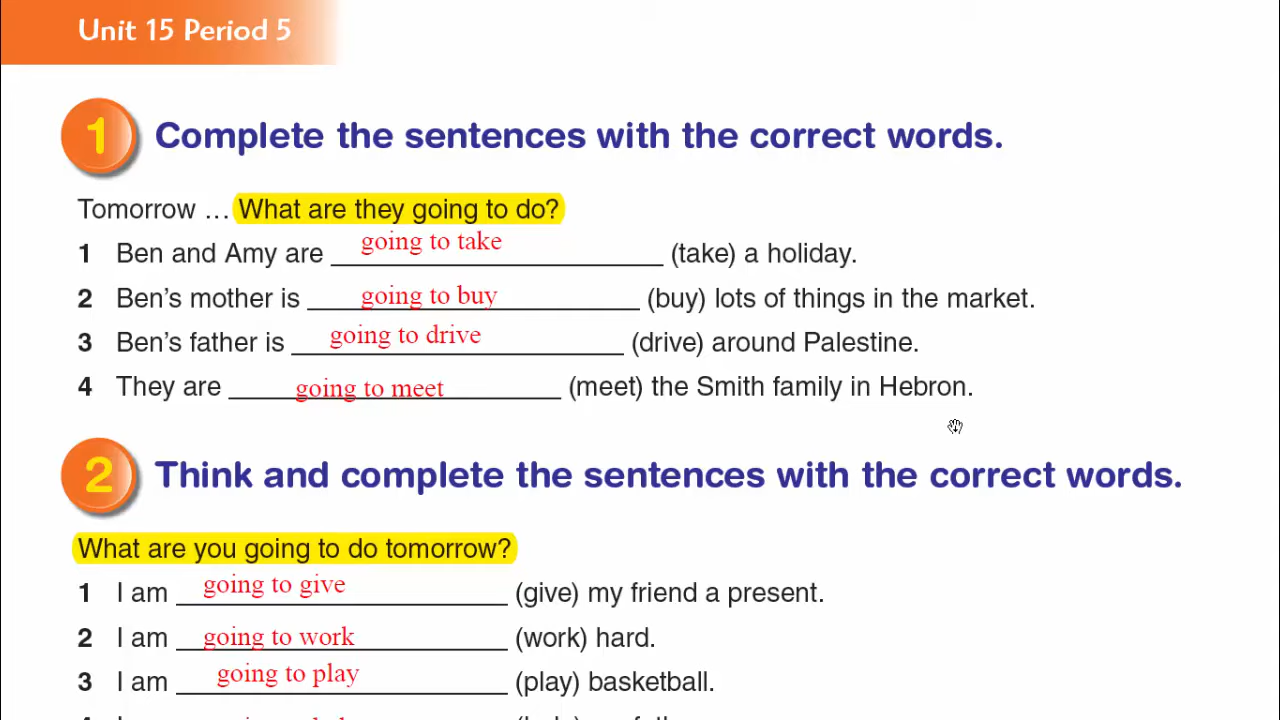 Unit 15 Period 5
1 Complete the sentences with the correct words.
Tomorrow … What are they going to do?
1 Ben and Amy are going to take (take) a holiday.
2 Ben's mother is going to buy (buy) lots of things in the market.
3 Ben's father is going to drive (drive) around Palestine.
4 They are going to meet (meet) the Smith family in Hebron.
2 Think and complete the sentences with the correct words.
What are you going to do tomorrow?
1 I am going to give (give) my friend a present.
2 I am going to work (work) hard.
3 I am going to play (play) basketball.